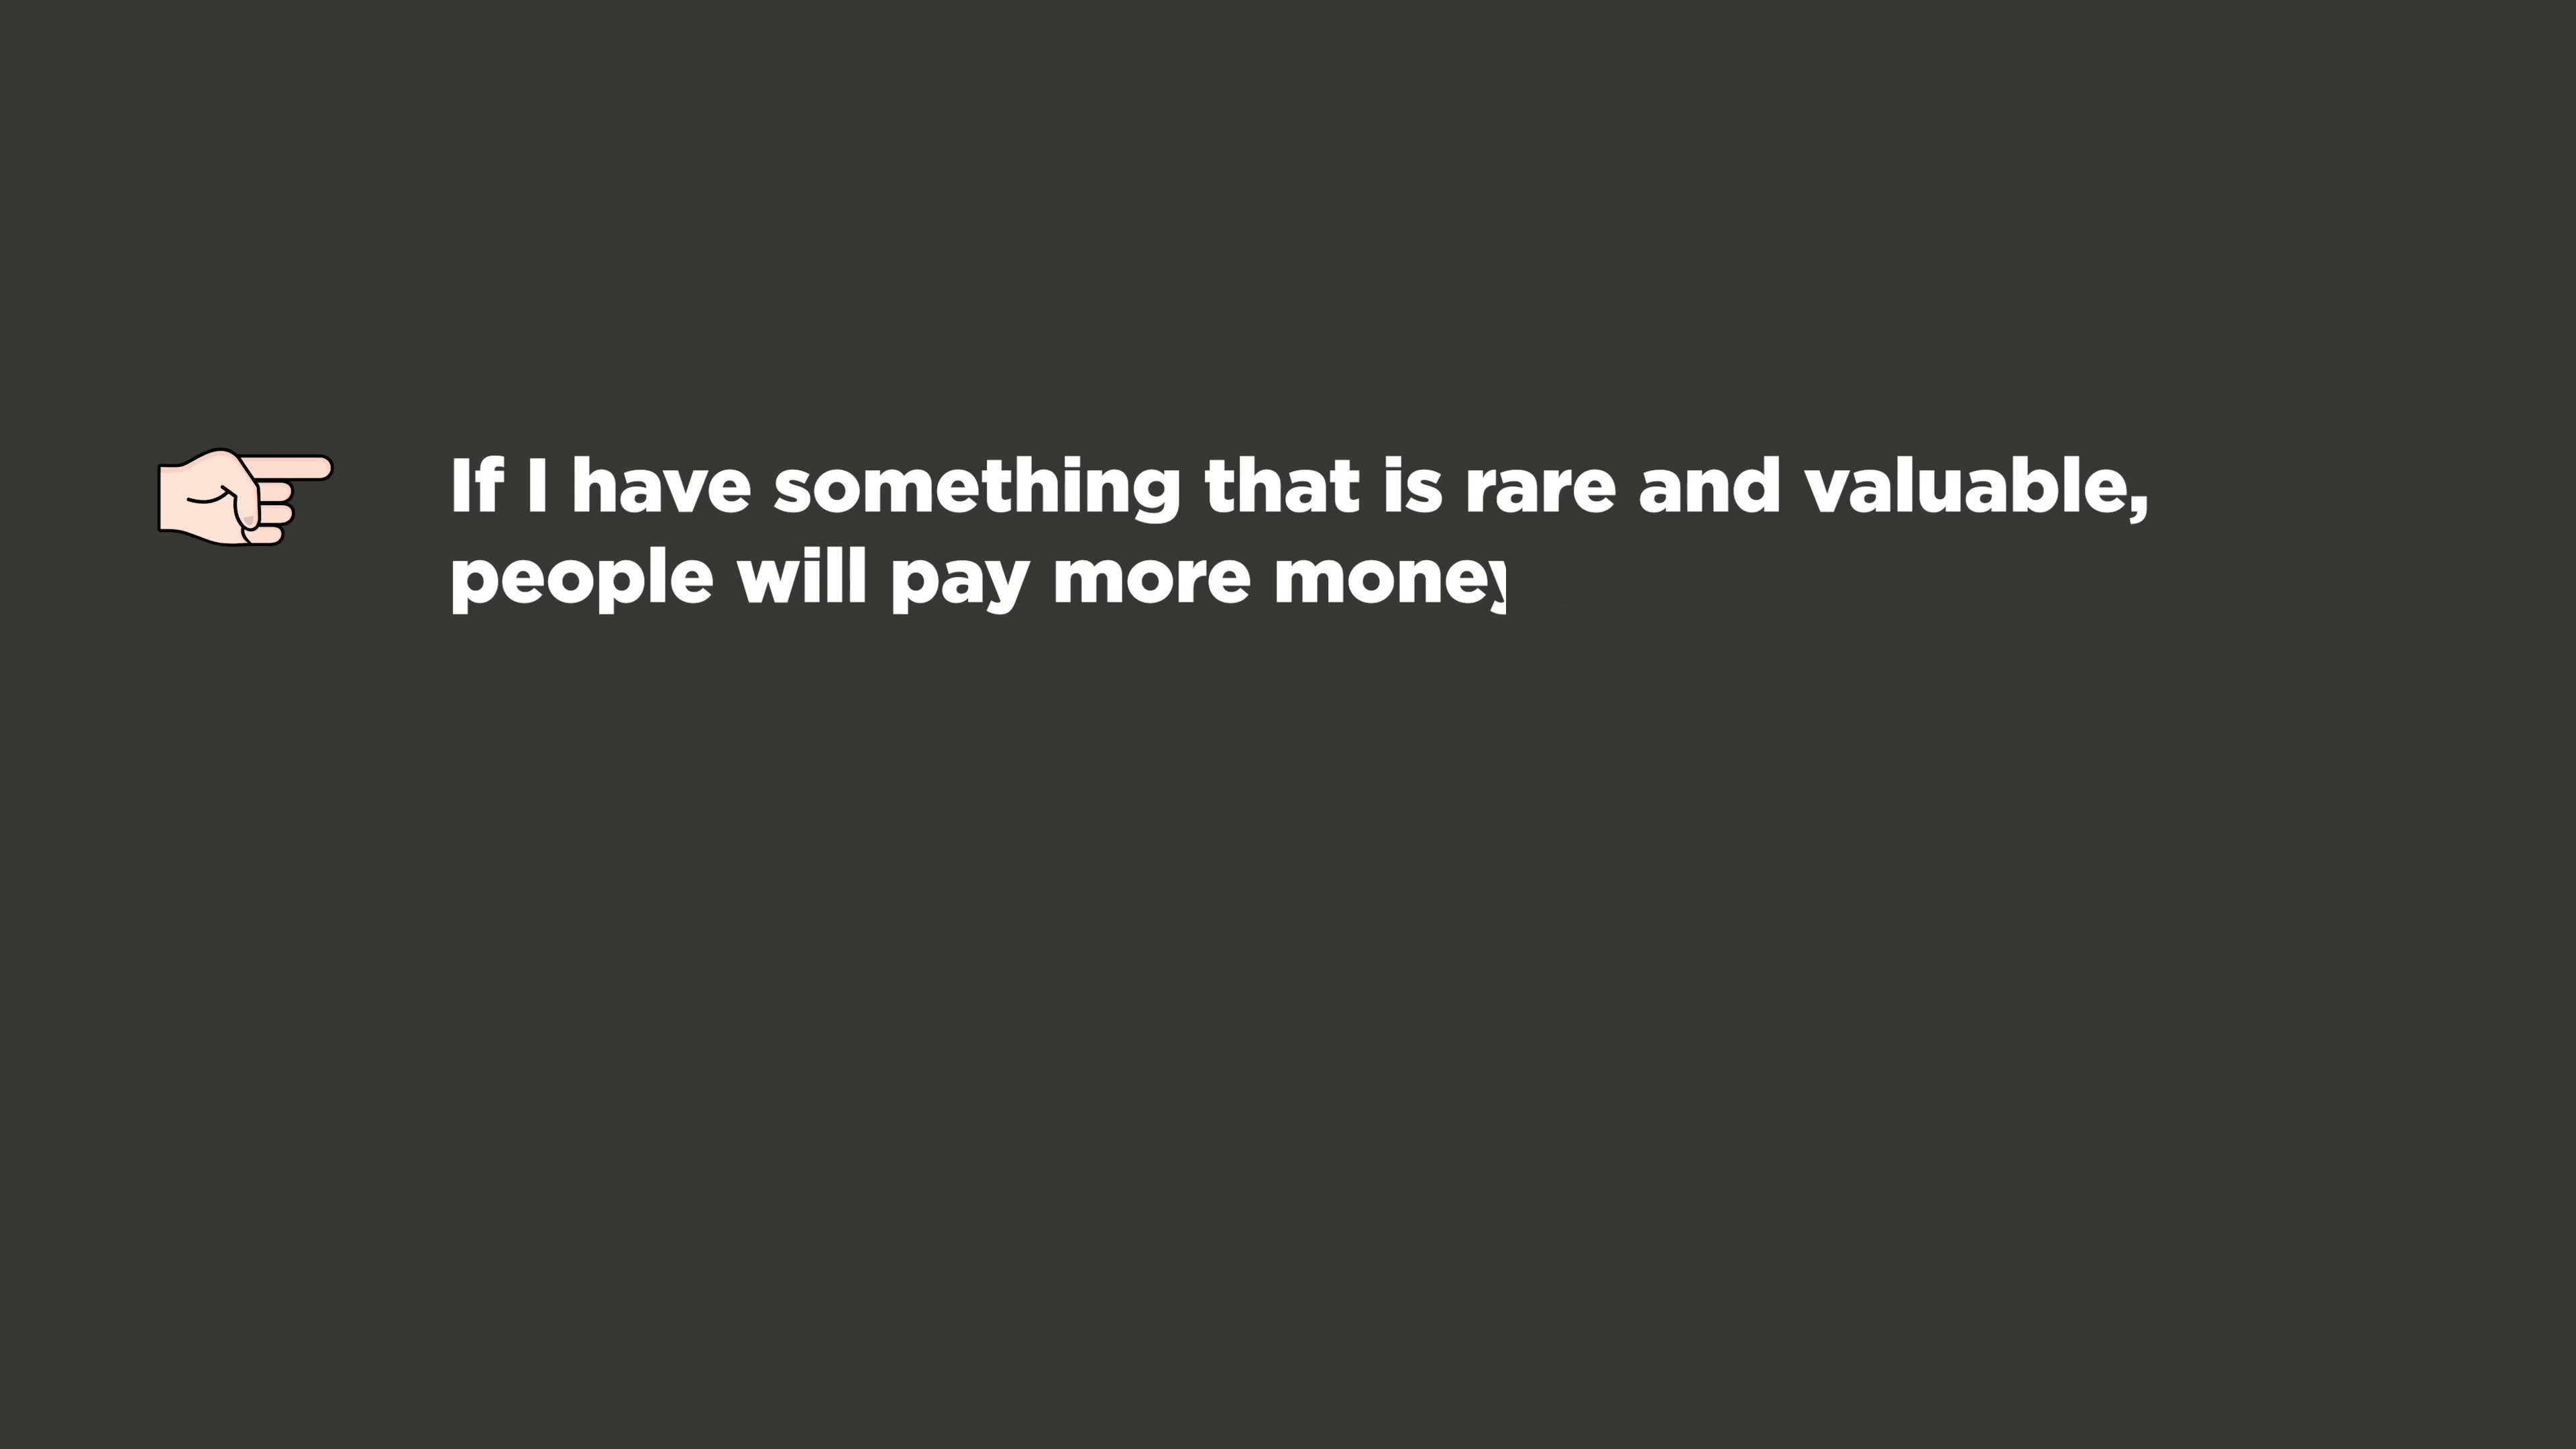 If I have something that is rare and valuable,
people will pay more money